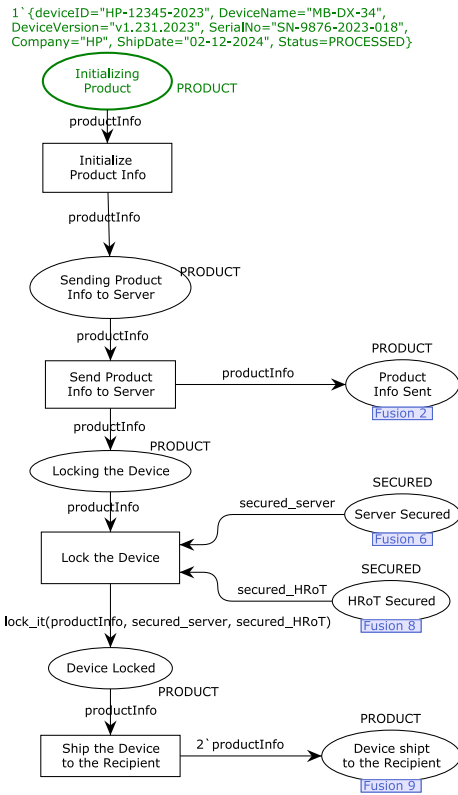 1`{deviceID="HP-12345-2023", DeviceName="MB-DX-34",
DeviceVersion="v1.231.2023", SerialNo="SN-9876-2023-018",
Company="HP", ShipDate="02-12-2024", Status=PROCESSED}
Initializing
Product
PRODUCT
productInfo
Initialize
Product Info
productInfo
PRODUCT
Sending Product
Info to Server
productInfo
Send Product
Info to Server
productInfo
PRODUCT
Product
Info Sent
Fusion 2
productInfo
PRODUCT
Locking the Device
productInfo
SECURED
secured_server
Server Secured
Fusion 6
Lock the Device
SECURED
secured_HRoT
HRoT Secured
Fusion 8
lock_it(productInfo, secured_server, secured_HRoT)
Device Locked
PRODUCT
productInfo
Ship the Device
to the Recipient
2`productInfo
PRODUCT
Device shipt
to the Recipient
Fusion 9